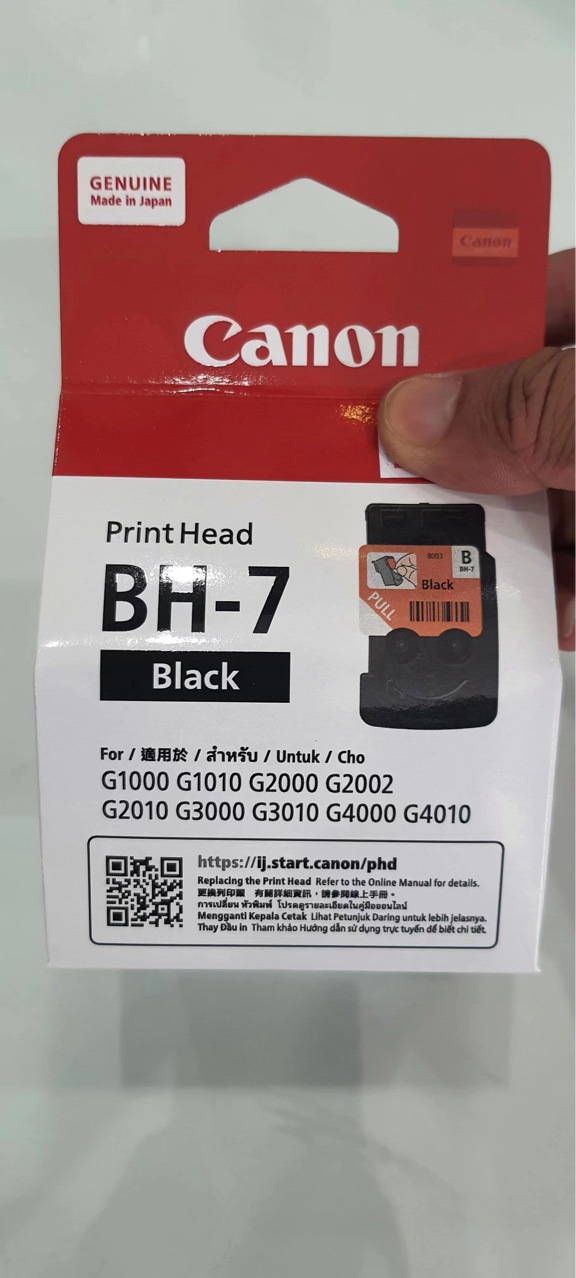 GENUINE
Made in Japan
Canon
Canon
Print Head
BH-7
Black
B003
B
BH-7
Black
PULL
For / 適用於 / สำหรับ / Untuk / Cho
G1000 G1010 G2000 G2002
G2010 G3000 G3010 G4000 G4010
https://ij.start.canon/phd
Replacing the Print Head Refer to the Online Manual for details.
更換列印頭 有關詳細資訊，請參閱線上手冊。
การเปลี่ยน หัวพิมพ์ โปรดดูรายละเอียดในคู่มือออนไลน์
Mengganti Kepala Cetak Lihat Petunjuk Daring untuk lebih jelasnya.
Thay Đầu in Tham khảo Hướng dẫn sử dụng trực tuyến để biết chi tiết.